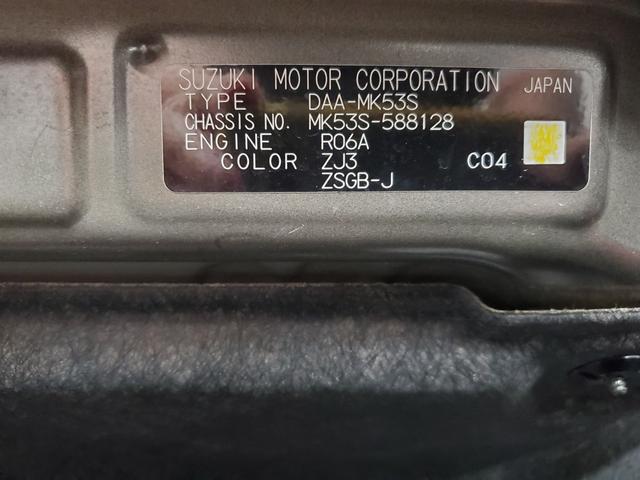 SUZUKI MOTOR CORPORATION JAPAN
TYPE DAA-MK53S
CHASSIS NO. MK53S-588128
ENGINE R06A
COLOR ZJ3 C04
ZSGB-J